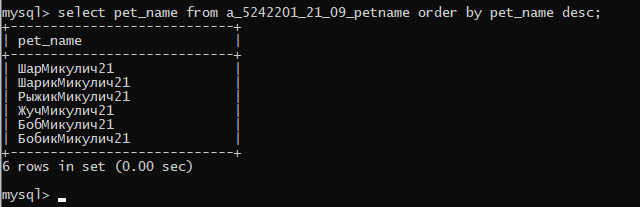 mysql> select pet_name from a_5242201_21_09_petname order by pet_name desc;
+----------------------------+
| pet_name                   |
+----------------------------+
| ШарМикулич21               |
| ШарикМикулич21             |
| РыжикМикулич21             |
| ЖучМикулич21               |
| БобМикулич21               |
| БобикМикулич21             |
+----------------------------+
6 rows in set (0.00 sec)
mysql>